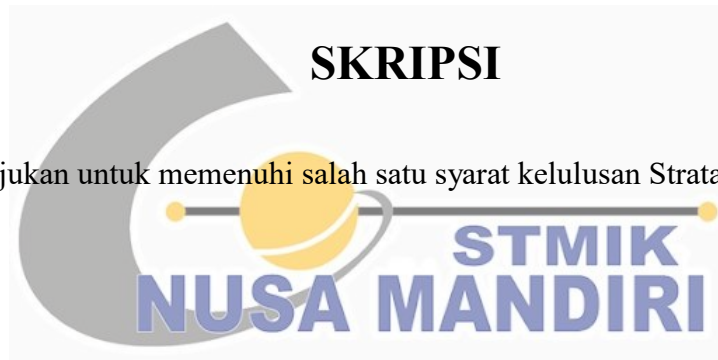 SKRIPSI
jukan untuk memenuhi salah satu syarat kelulusan Strata
STMIK
NUSA MANDIRI